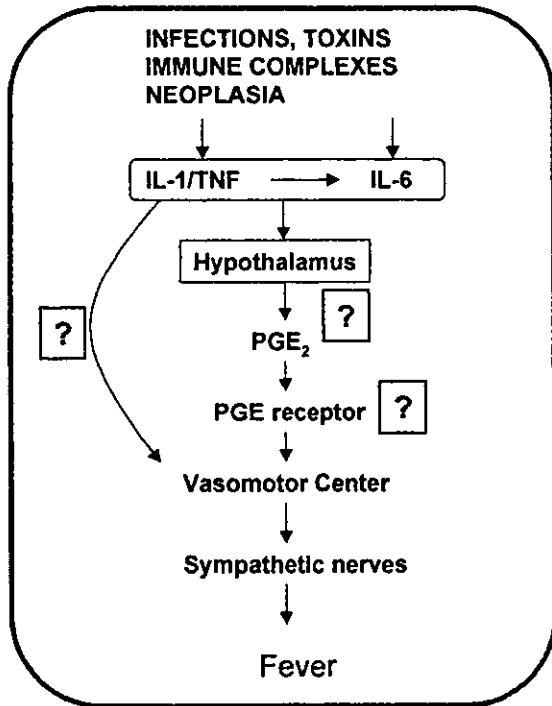 INFECTIONS, TOXINS
IMMUNE COMPLEXES
NEOPLASIA
IL-1/TNF IL-6
Hypothalamus
?
?
PGE₂
PGE receptor ?
Vasomotor Center
Sympathetic nerves
Fever